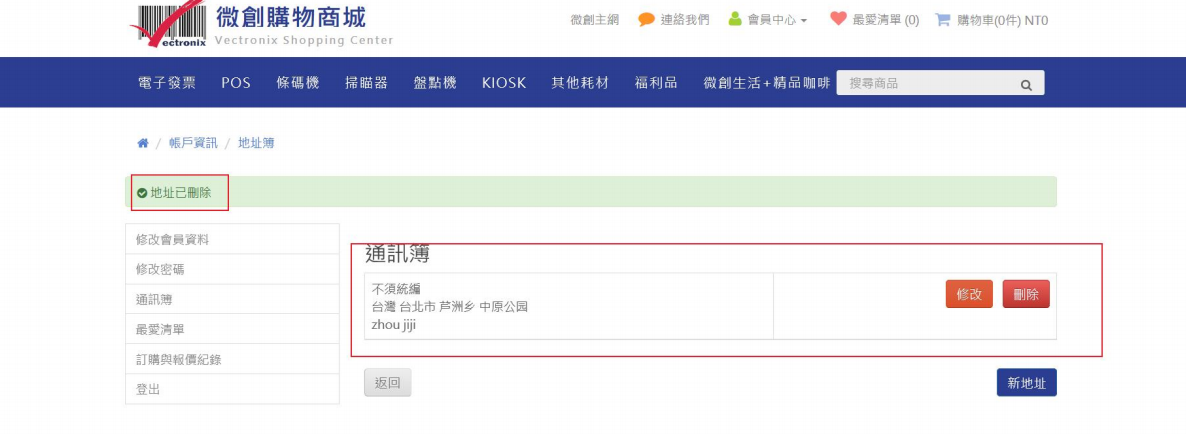 微創購物商城
ectronix
Vectronix Shopping Center
微創主網 連絡我們 會員中心 最愛清單 (0) 購物車(0件) NT0
電子發票 POS 條碼機 掃瞄器 盤點機 KIOSK 其他耗材 福利品 微創生活+精品咖啡 搜尋商品
/ 帳戶資訊 / 地址簿
地址已刪除
修改會員資料
修改密碼
通訊簿
最愛清單
訂購與報價紀錄
登出
通訊簿
不須統編
台灣 台北市 芦洲乡 中原公园
zhou jiji
修改 刪除
返回 新地址